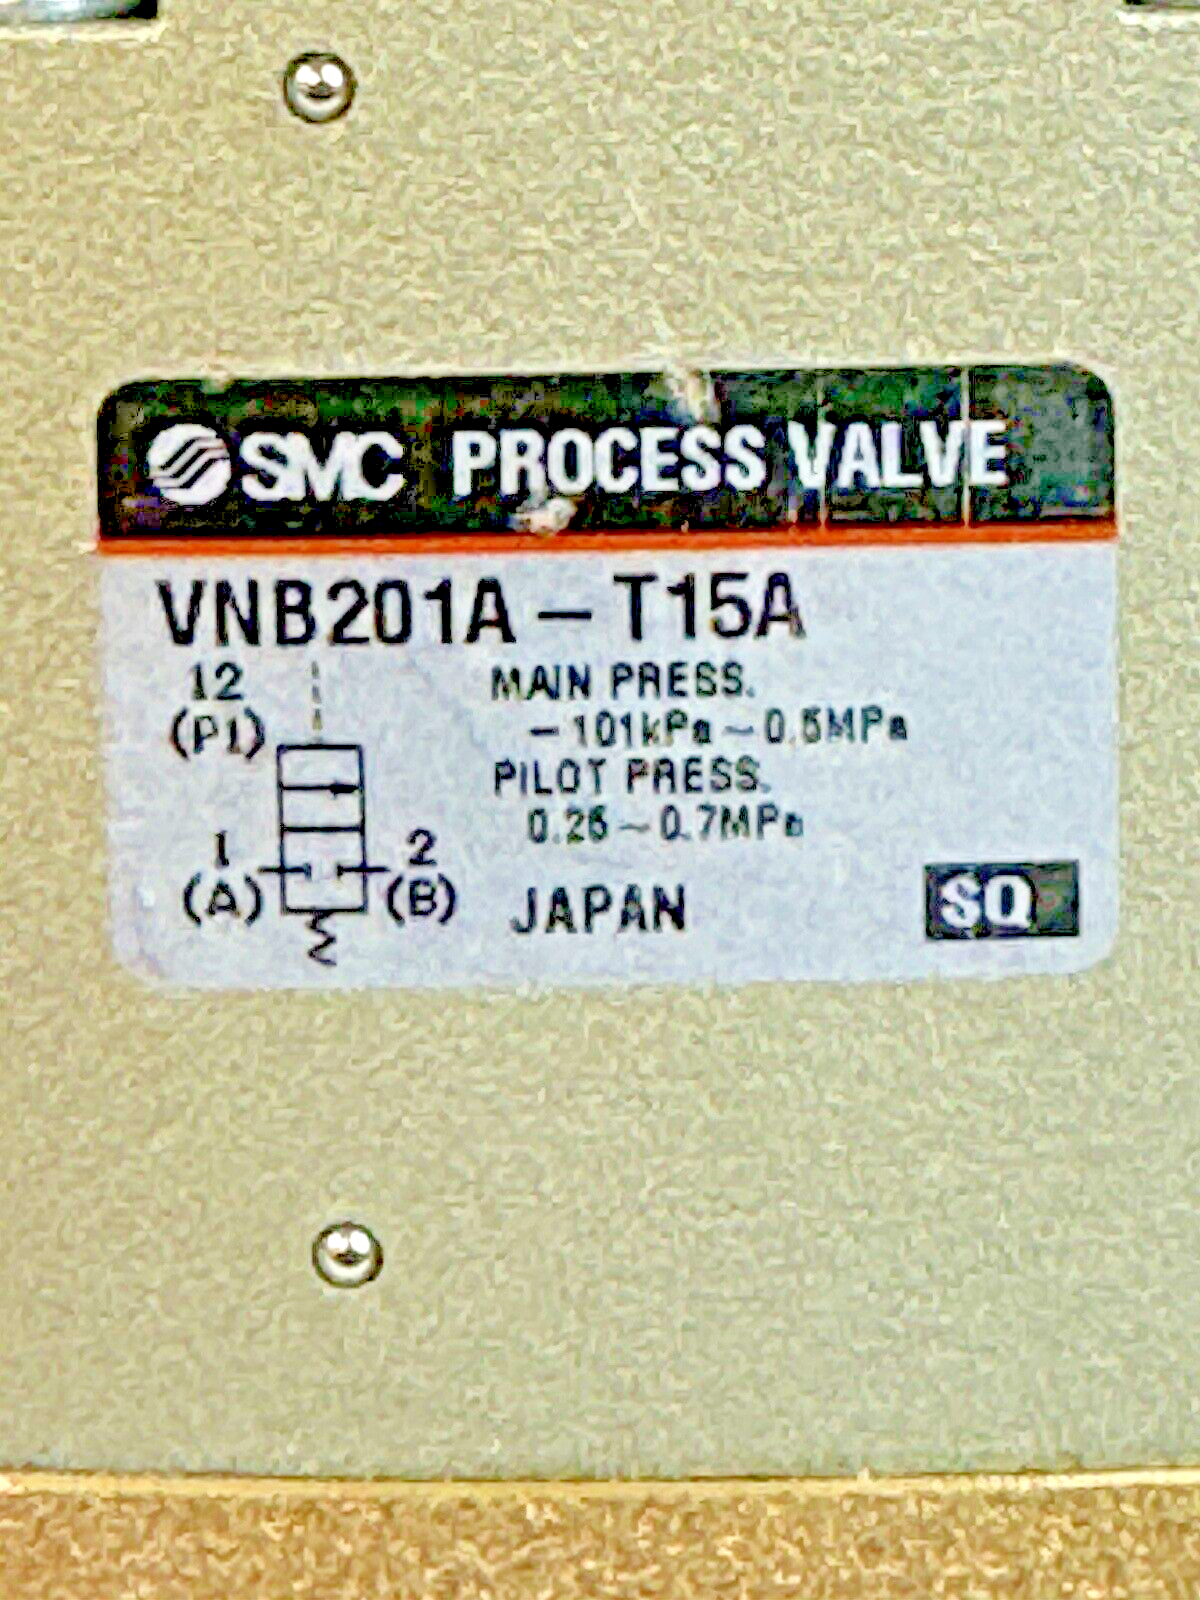 SMC PROCESS VALVE
VNB201A-T15A
12
(P1)
MAIN PRESS.
-101kPa~0.5MPa
PILOT PRESS.
0.25~0.7MPa
1
(A)
2
(B)
JAPAN
SQ